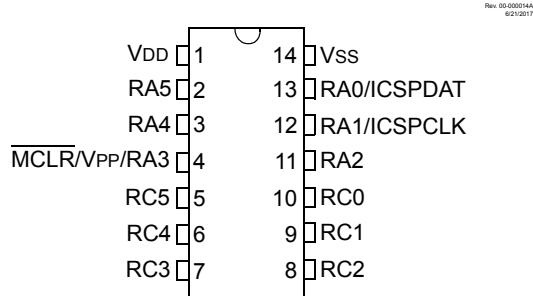 Rev. 00-000014A
6/21/2017
VDD 1 14 VSS
RA5 2 13 RA0/ICSPDAT
RA4 3 12 RA1/ICSPCLK
MCLR/VPP/RA3 4 11 RA2
RC5 5 10 RC0
RC4 6 9 RC1
RC3 7 8 RC2